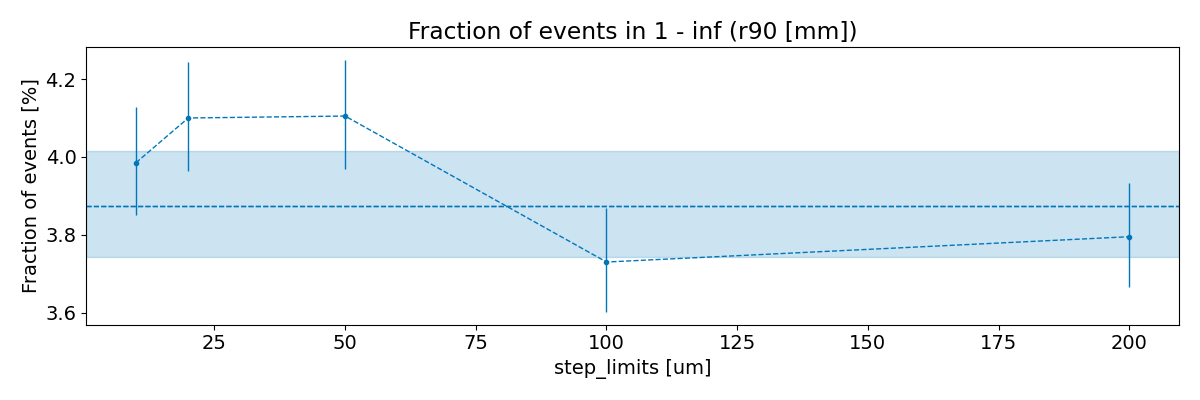 Fraction of events in 1 - inf (r90 [mm])
Fraction of events [%]
4.2
4.0
3.8
3.6
25 50 75 100 125 150 175 200
step_limits [um]